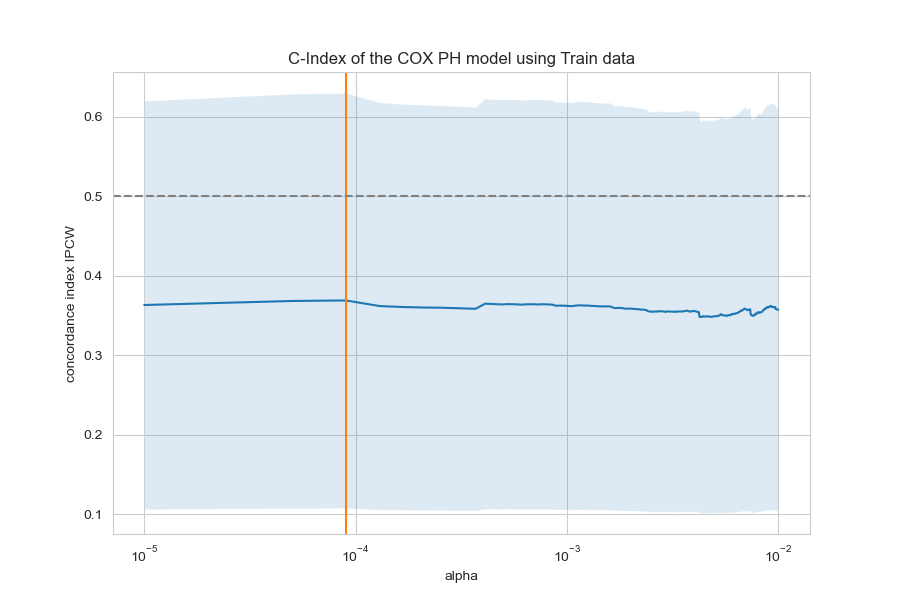 C-Index of the COX PH model using Train data
concordance index IPCW
0.6
0.5
0.4
0.3
0.2
0.1
10⁻⁵ 10⁻⁴ 10⁻³ 10⁻²
alpha